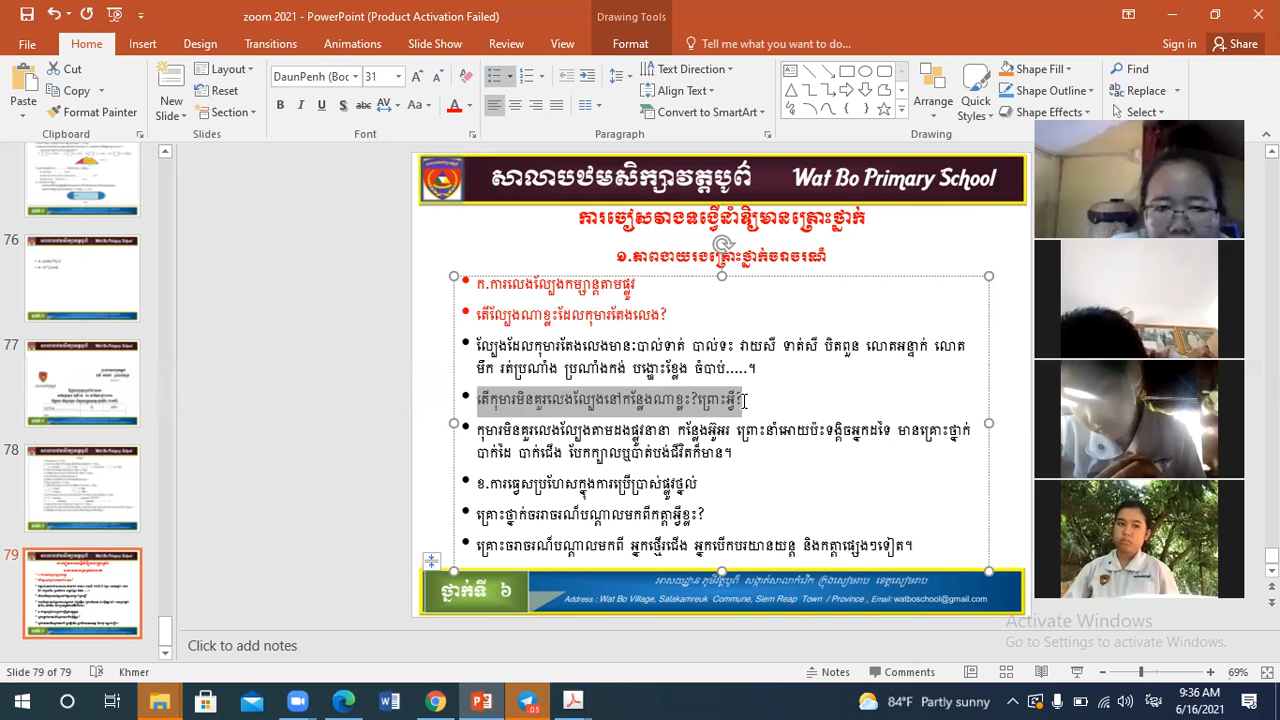 zoom 2021 - PowerPoint (Product Activation Failed)
Drawing Tools
File Home Insert Design Transitions Animations Slide Show Review View Format Tell me what you want to do... Sign in Share
Paste Cut Copy Format Painter Clipboard
New Slide Layout Reset Section Slides
DaunPenh (Boc 31 Font
Text Direction Align Text Convert to SmartArt Paragraph
Arrange Quick Styles Shape Fill Shape Outline Shape Effects Drawing
Find Replace Select Editing
76
77
78
79
សាលាបឋមសិក្សាវត្តបូព៌ Wat Bo Primary School
ការចៀសវាងទង្វើនាំឱ្យមានគ្រោះថ្នាក់
១.ភាពងាយរងគ្រោះថ្នាក់ចរាចរណ៍
ក.ការលេងល្បែងកម្សាន្តតាមផ្លូវ
តើល្បែងណាខ្លះដែលកុមារតែងលេង?
ល្បែងដែលកុមារតែងលេងមាន:បាល់ទាត់ បាល់ទះ វាយសី ទាត់សី បិតពួន លោតអន្ទាក់ លោត
មឹក រត់ប្រណាំង ប្រណាំងកង់ បង្ហោះខ្លែង ចំបាប់.....។
តើកុមារមិនគួរលេងល្បែងនៅកន្លែងណាខ្លះ?ព្រោះអ្វី?
កុមារមិនគួរលេងល្បែងតាមដងផ្លូវនានា កន្លែងអ៊ូអរ ព្រោះនាំអោយប៉ះទង្គិចអ្នកដទៃ មានគ្រោះថ្នាក់
បាក់ដៃ បាក់ជើង បែកក្បាលឬបាត់បង់ជីវិតក៏មាន។
ខ.ការធ្វេសប្រហែសក្នុងការប្រើប្រាស់ផ្លូវថ្នល់
គ្រោះថ្នាក់ចរាចរណ៍បណ្តាលមកពីកត្តាអ្វីខ្លះ?
គ្រោះចរាចរណ៍បណ្តាលមកពី អ្នកថ្មើរជើង អ្នកបើកបរយានយន្ត និងកត្តាផ្សេងៗទៀត។
ថ្នាក់ទី
Address : Wat Bo Village, Salakamreuk Commune, Siem Reap Town / Province , Email:watboschool@gmail.com
Activate Windows
Go to Settings to activate Windows.
Click to add notes
Slide 79 of 79 Khmer Notes Comments 69%
84°F Partly sunny
9:36 AM
6/16/2021